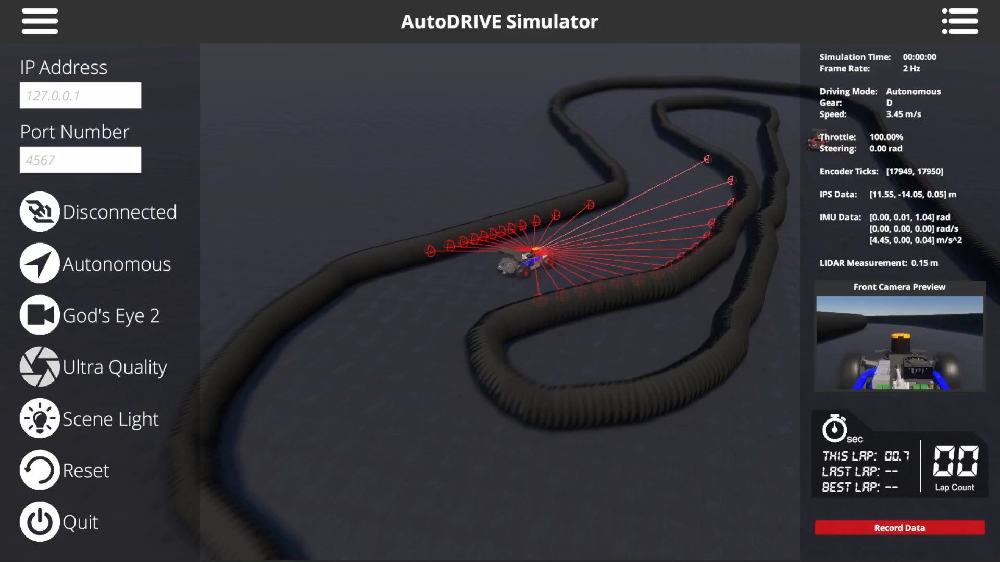 AutoDRIVE Simulator
IP Address
127.0.0.1
Port Number
4567
Disconnected
Autonomous
God's Eye 2
Ultra Quality
Scene Light
Reset
Quit
Simulation Time: 00:00:00
Frame Rate: 2 Hz
Driving Mode: Autonomous
Gear: D
Speed: 3.45 m/s
Throttle: 100.00%
Steering: 0.00 rad
Encoder Ticks: [17949, 17950]
IPS Data: [11.55, -14.05, 0.05] m
IMU Data: [0.00, 0.01, 1.04] rad
[0.00, 0.00, 0.00] rad/s
[4.45, 0.00, 0.04] m/s^2
LIDAR Measurement: 0.15 m
Front Camera Preview
sec
THIS LAP: 00.7
LAST LAP: --
BEST LAP: --
00
Lap Count
Record Data